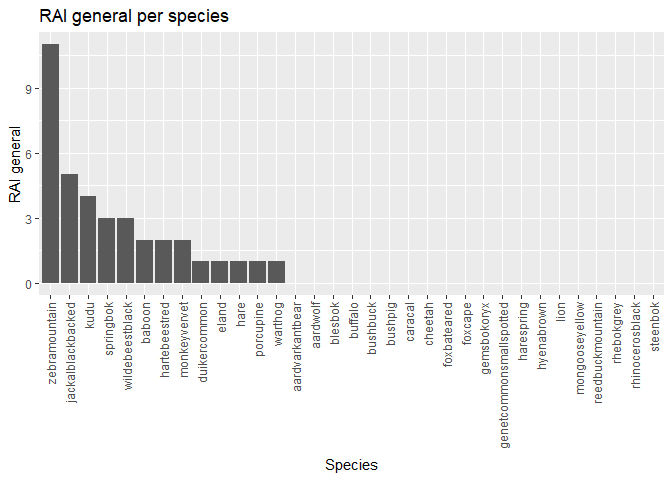 RAI general per species
RAI general
9
6
3
0
zebramountain
jackalblackbacked
kudu
springbok
wildebeestblack
baboon
hartebeestred
monkeyvervet
duikercommon
eland
hare
porcupine
warthog
aardvarkantbear
aardwolf
blesbok
buffalo
bushbuck
bushpig
caracal
cheetah
foxbateared
foxcape
gemsbokoryx
genetcommonsmallspotted
harespring
hyenabrown
lion
mongooseyellow
reedbuckmountain
rhebokgrey
rhinocerosblack
steenbok
Species